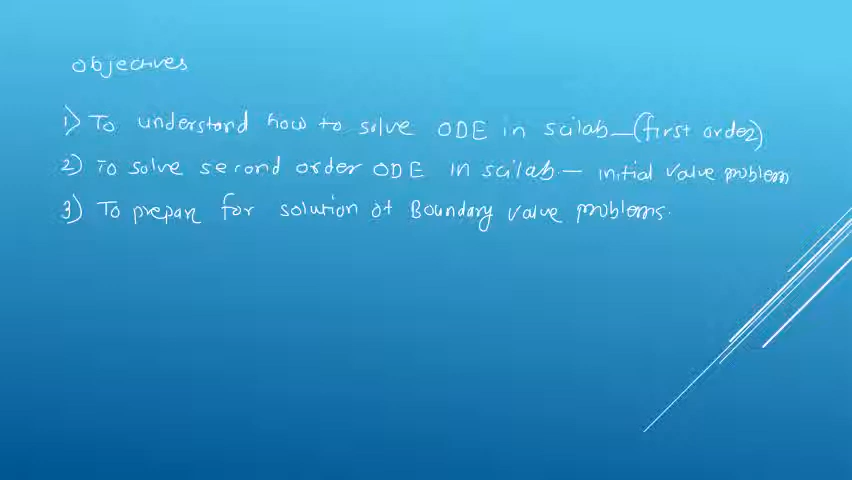 Objectives
1) To understand how to solve ODE in scilab - (first order)
2) To solve second order ODE in scilab - initial value problem
3) To prepare for solution of Boundary value problems.